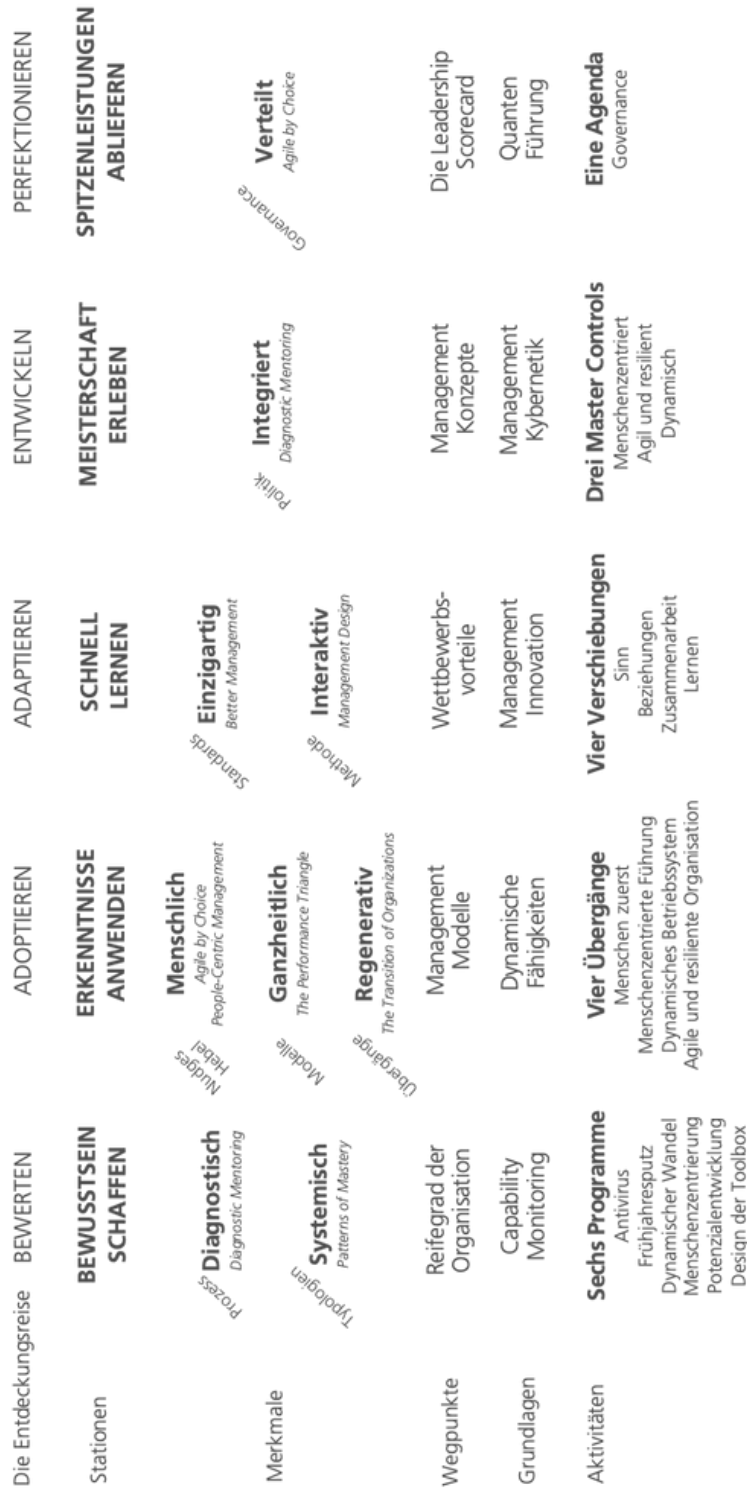 Die Entdeckungsreise
BEWERTEN
ADOPTIEREN
ADAPTIEREN
ENTWICKELN
PERFEKTIONIEREN
Stationen
BEWUSSTSEIN
SCHAFFEN
ERKENNTNISSE
ANWENDEN
SCHNELL
LERNEN
MEISTERSCHAFT
ERLEBEN
SPITZENLEISTUNGEN
ABLIEFERN
Merkmale
Prozess
Diagnostisch
Diagnostic Mentoring
Typologien
Systemisch
Patterns of Mastery
Nudges
Hebel
Menschlich
Agile by Choice
People-Centric Management
Modelle
Ganzheitlich
The Performance Triangle
Übergänge
Regenerativ
The Transition of Organizations
Standards
Einzigartig
Better Management
Methode
Interaktiv
Management Design
Politik
Integriert
Diagnostic Mentoring
Governance
Verteilt
Agile by Choice
Wegpunkte
Reifegrad der
Organisation
Management
Modelle
Wettbewerbs-
vorteile
Management
Konzepte
Die Leadership
Scorecard
Grundlagen
Capability
Monitoring
Dynamische
Fähigkeiten
Management
Innovation
Management
Kybernetik
Quanten
Führung
Aktivitäten
Sechs Programme
Antivirus
Frühjahresputz
Dynamischer Wandel
Menschenzentrierung
Potenzialentwicklung
Design der Toolbox
Vier Übergänge
Menschen zuerst
Menschenzentrierte Führung
Dynamisches Betriebssystem
Agile und resiliente Organisation
Vier Verschiebungen
Sinn
Beziehungen
Zusammenarbeit
Lernen
Drei Master Controls
Menschenzentriert
Agil und resilient
Dynamisch
Eine Agenda
Governance